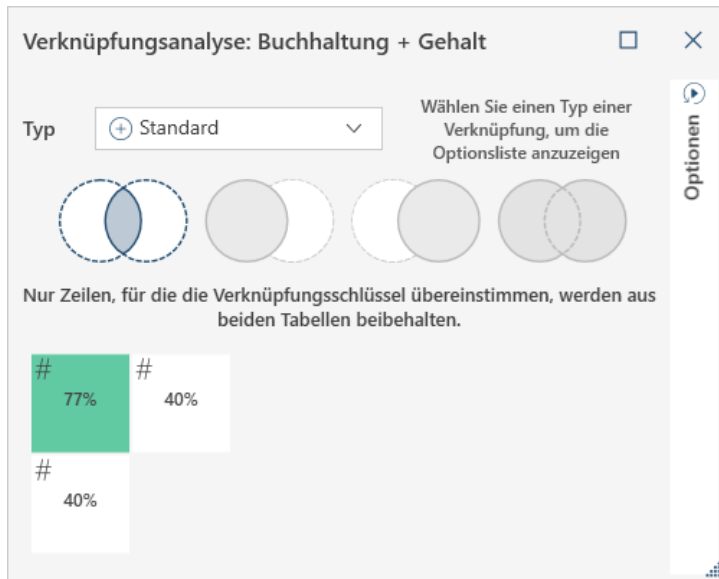 Verknüpfungsanalyse: Buchhaltung + Gehalt
Typ
Standard
Wählen Sie einen Typ einer
Verknüpfung, um die
Optionsliste anzuzeigen
Optionen
Nur Zeilen, für die die Verknüpfungsschlüssel übereinstimmen, werden aus
beiden Tabellen beibehalten.
# #
77% 40%
#
40%